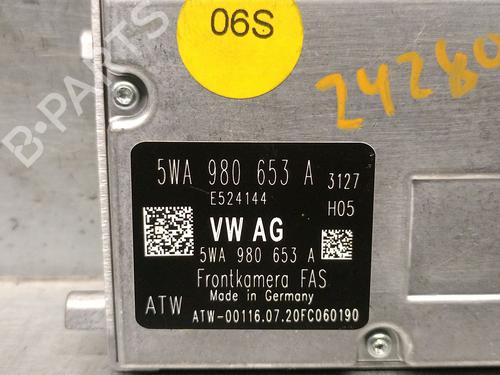 06S
B-PARTS
24280
5WA 980 653 A 3127
E524144 H05
VW AG
5WA 980 653 A
Frontkamera FAS
Made in Germany
ATW
ATW-00116.07.20FC060190